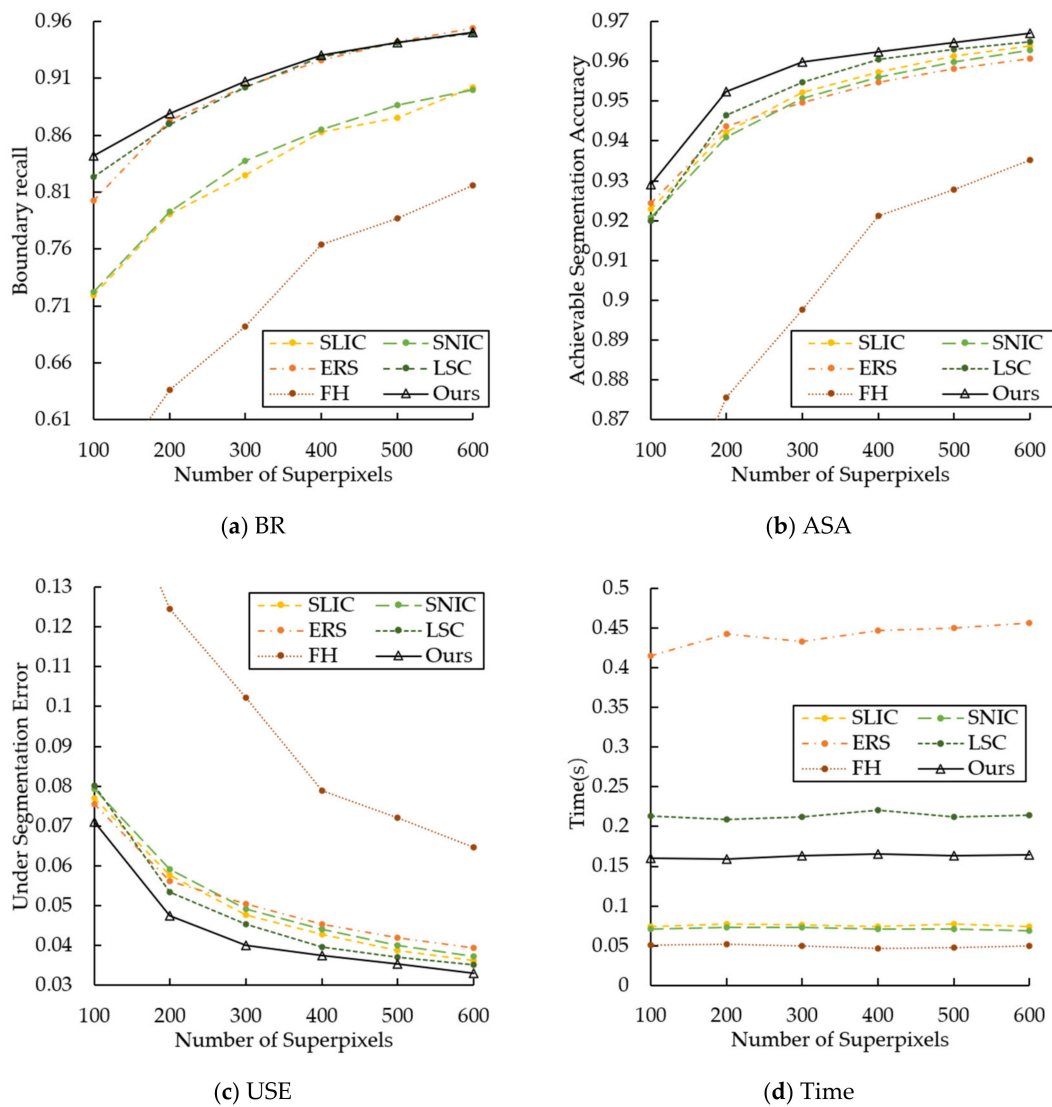 0.96
0.91
0.86
0.81
0.76
0.71
0.66
0.61
Boundary recall
SLIC SNIC
ERS LSC
FH Ours
100 200 300 400 500 600
Number of Superpixels
(a) BR
0.97
0.96
0.95
0.94
0.93
0.92
0.91
0.9
0.89
0.88
0.87
Achievable Segmentation Accuracy
SLIC SNIC
ERS LSC
FH Ours
100 200 300 400 500 600
Number of Superpixels
(b) ASA
0.13
0.12
0.11
0.1
0.09
0.08
0.07
0.06
0.05
0.04
0.03
Under Segmentation Error
SLIC SNIC
ERS LSC
FH Ours
100 200 300 400 500 600
Number of Superpixels
(c) USE
0.5
0.45
0.4
0.35
0.3
0.25
0.2
0.15
0.1
0.05
0
Time(s)
SLIC SNIC
ERS LSC
FH Ours
100 200 300 400 500 600
Number of Superpixels
(d) Time